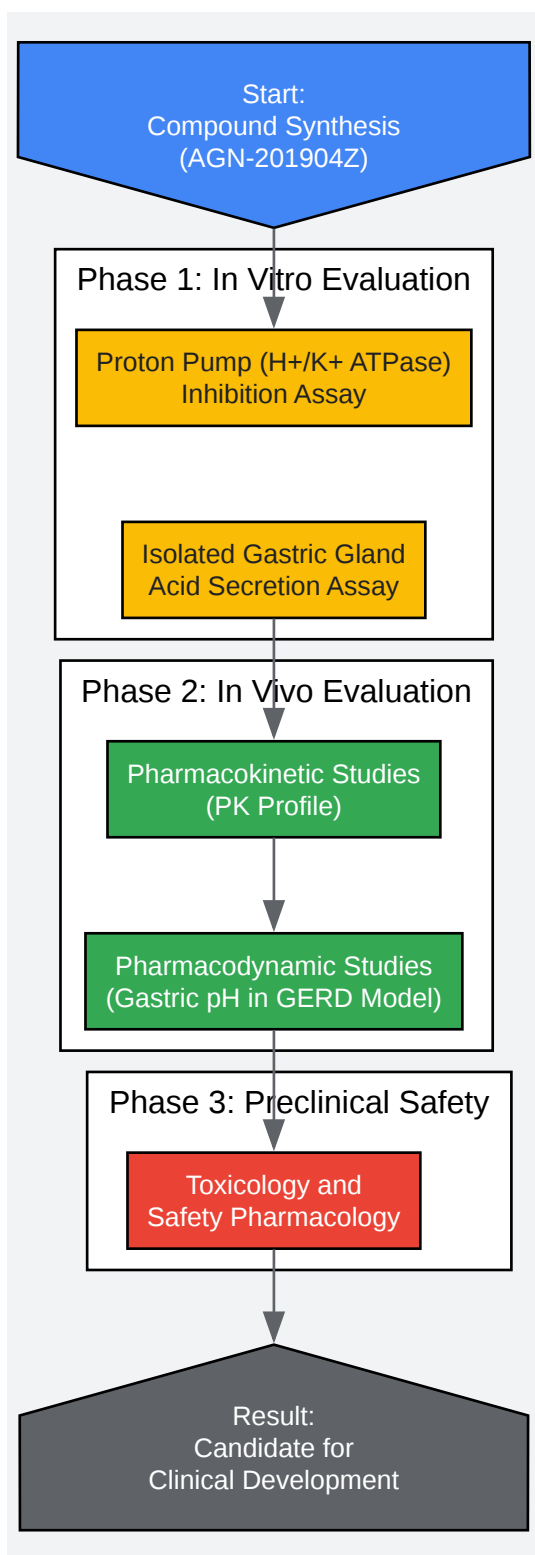 Start:
Compound Synthesis
(AGN-201904Z)
Phase 1: In Vitro Evaluation
Proton Pump (H+/K+ ATPase)
Inhibition Assay
Isolated Gastric Gland
Acid Secretion Assay
Phase 2: In Vivo Evaluation
Pharmacokinetic Studies
(PK Profile)
Pharmacodynamic Studies
(Gastric pH in GERD Model)
Phase 3: Preclinical Safety
Toxicology and
Safety Pharmacology
Result:
Candidate for
Clinical Development